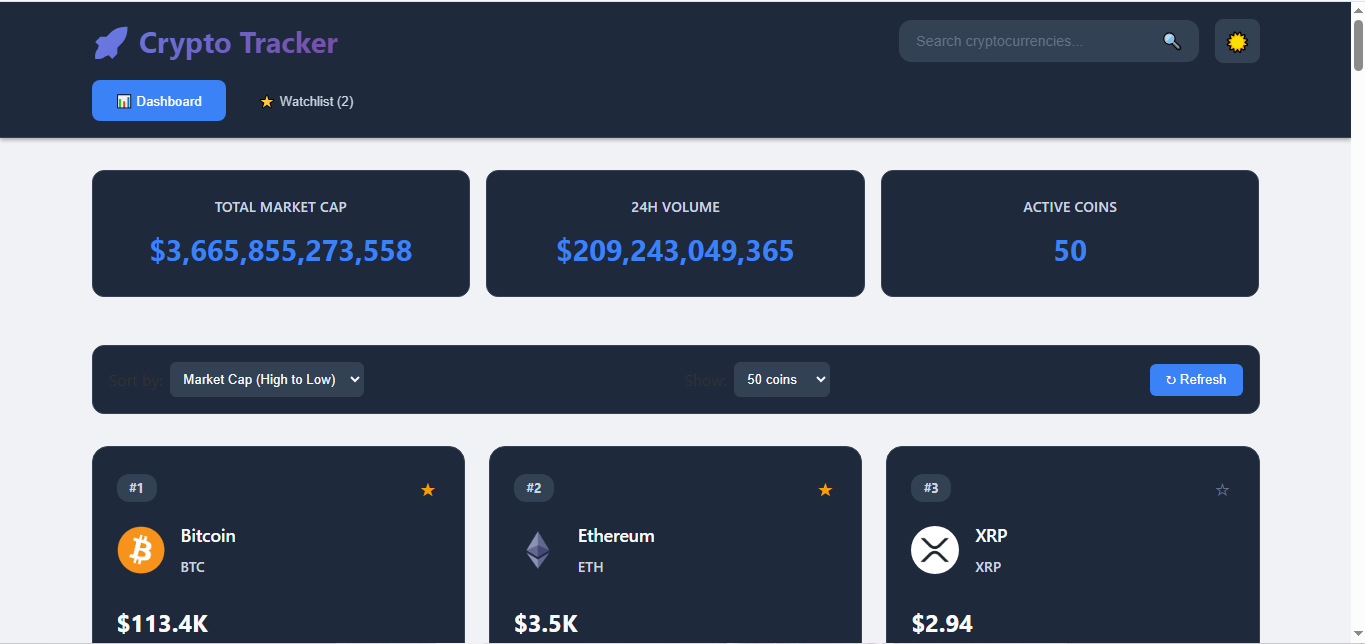 Crypto Tracker
Search cryptocurrencies...
Dashboard
Watchlist (2)
TOTAL MARKET CAP
$3,665,855,273,558
24H VOLUME
$209,243,049,365
ACTIVE COINS
50
Sort by:
Market Cap (High to Low)
Show:
50 coins
↻ Refresh
#1
Bitcoin
BTC
$113.4K
#2
Ethereum
ETH
$3.5K
#3
XRP
XRP
$2.94